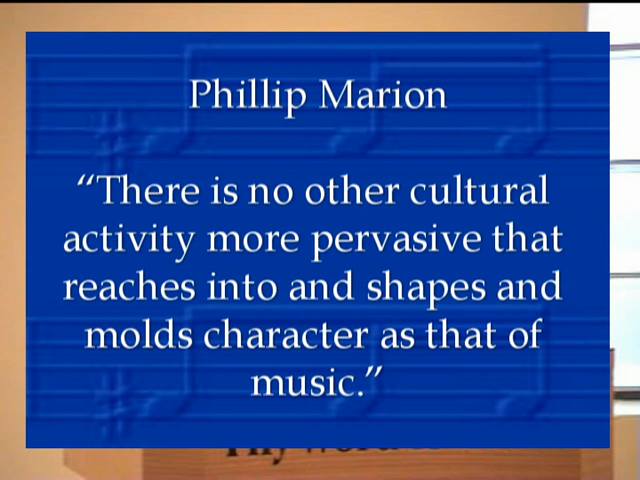 Phillip Marion
“There is no other cultural
activity more pervasive that
reaches into and shapes and
molds character as that of
music.”